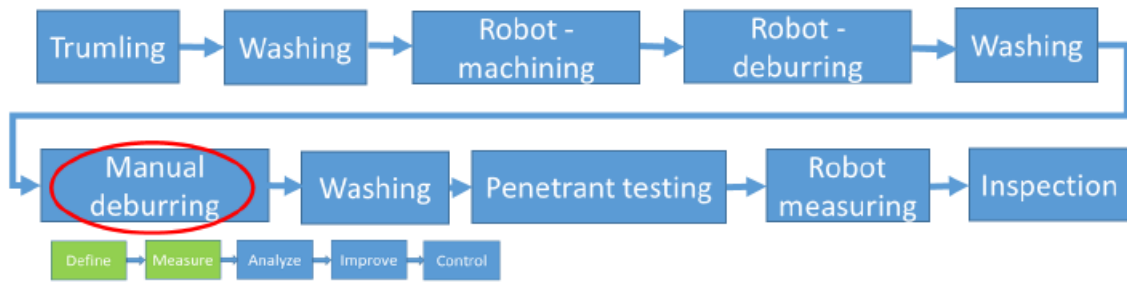 Trumling
Washing
Robot -
machining
Robot -
deburring
Washing
Manual
deburring
Washing
Penetrant testing
Robot
measuring
Inspection
Define
Measure
Analyze
Improve
Control